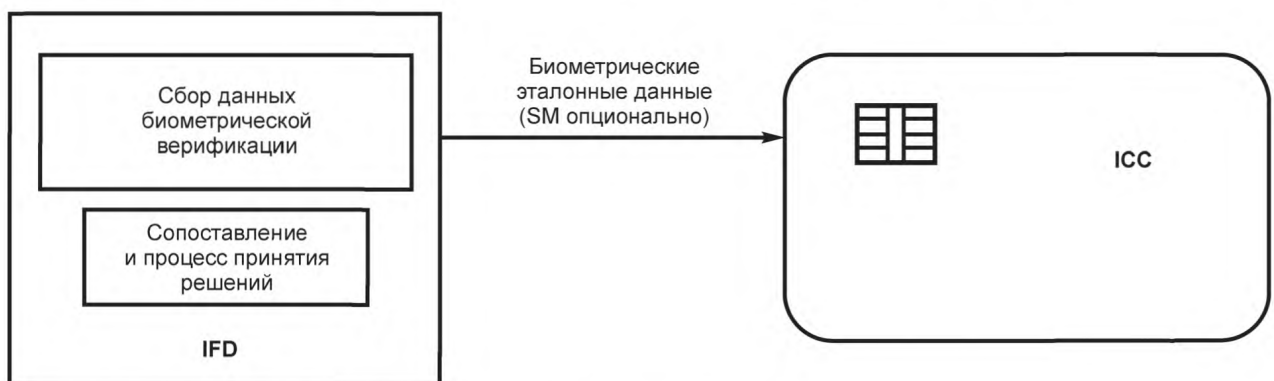 Сбор данных
биометрической
верификации
Сопоставление
и процесс принятия
решений
IFD
Биометрические
эталонные данные
(SM опционально)
ICC